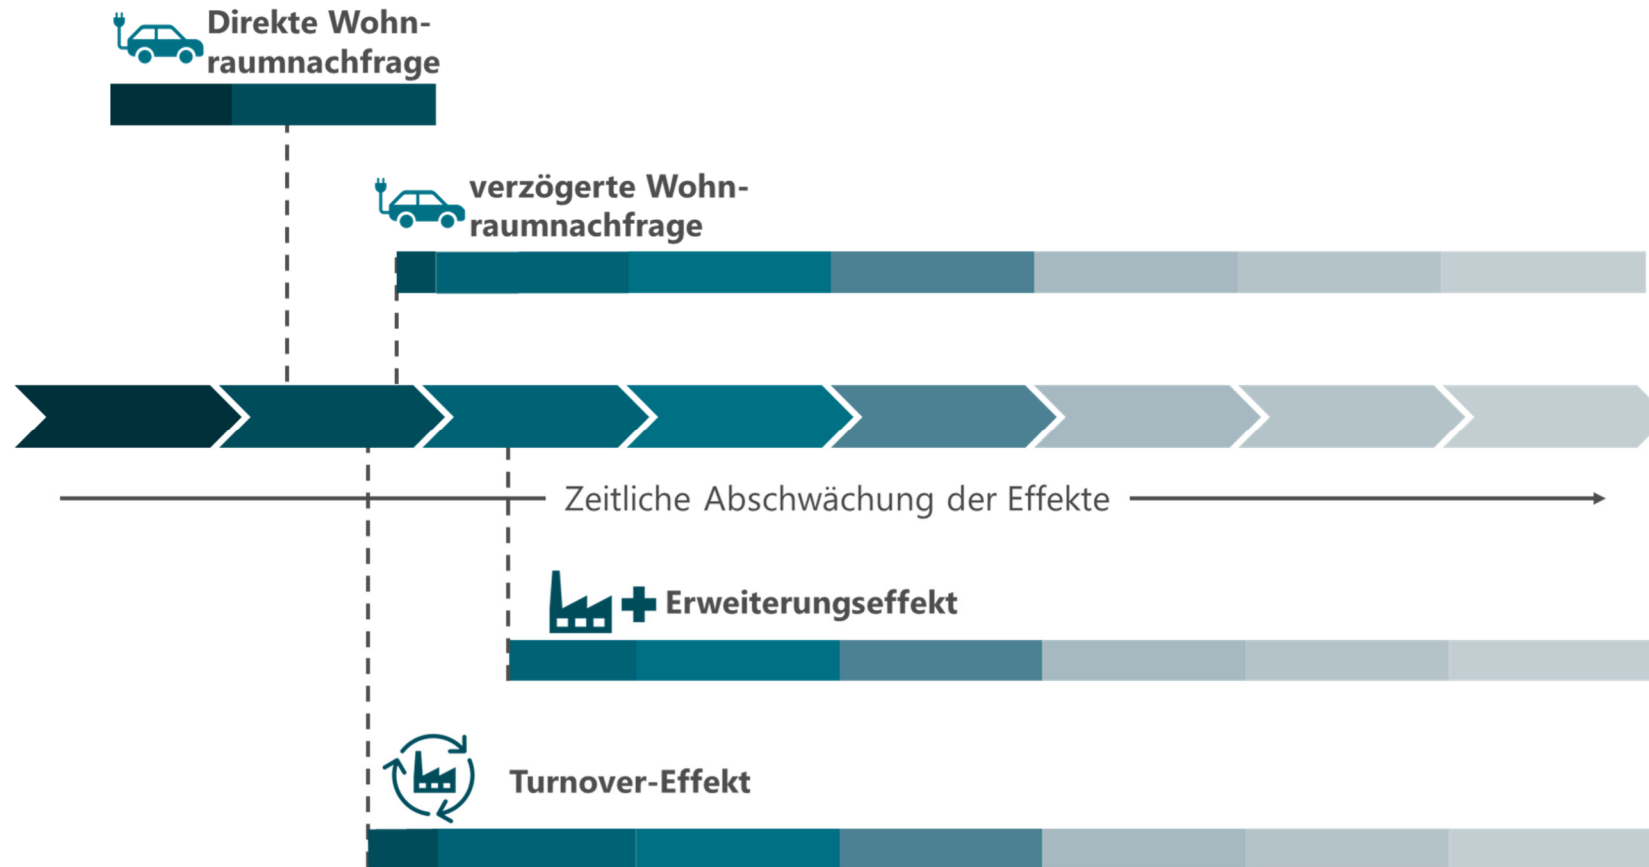 Direkte Wohn-
raumnachfrage
verzögerte Wohn-
raumnachfrage
Zeitliche Abschwächung der Effekte
Erweiterungseffekt
Turnover-Effekt